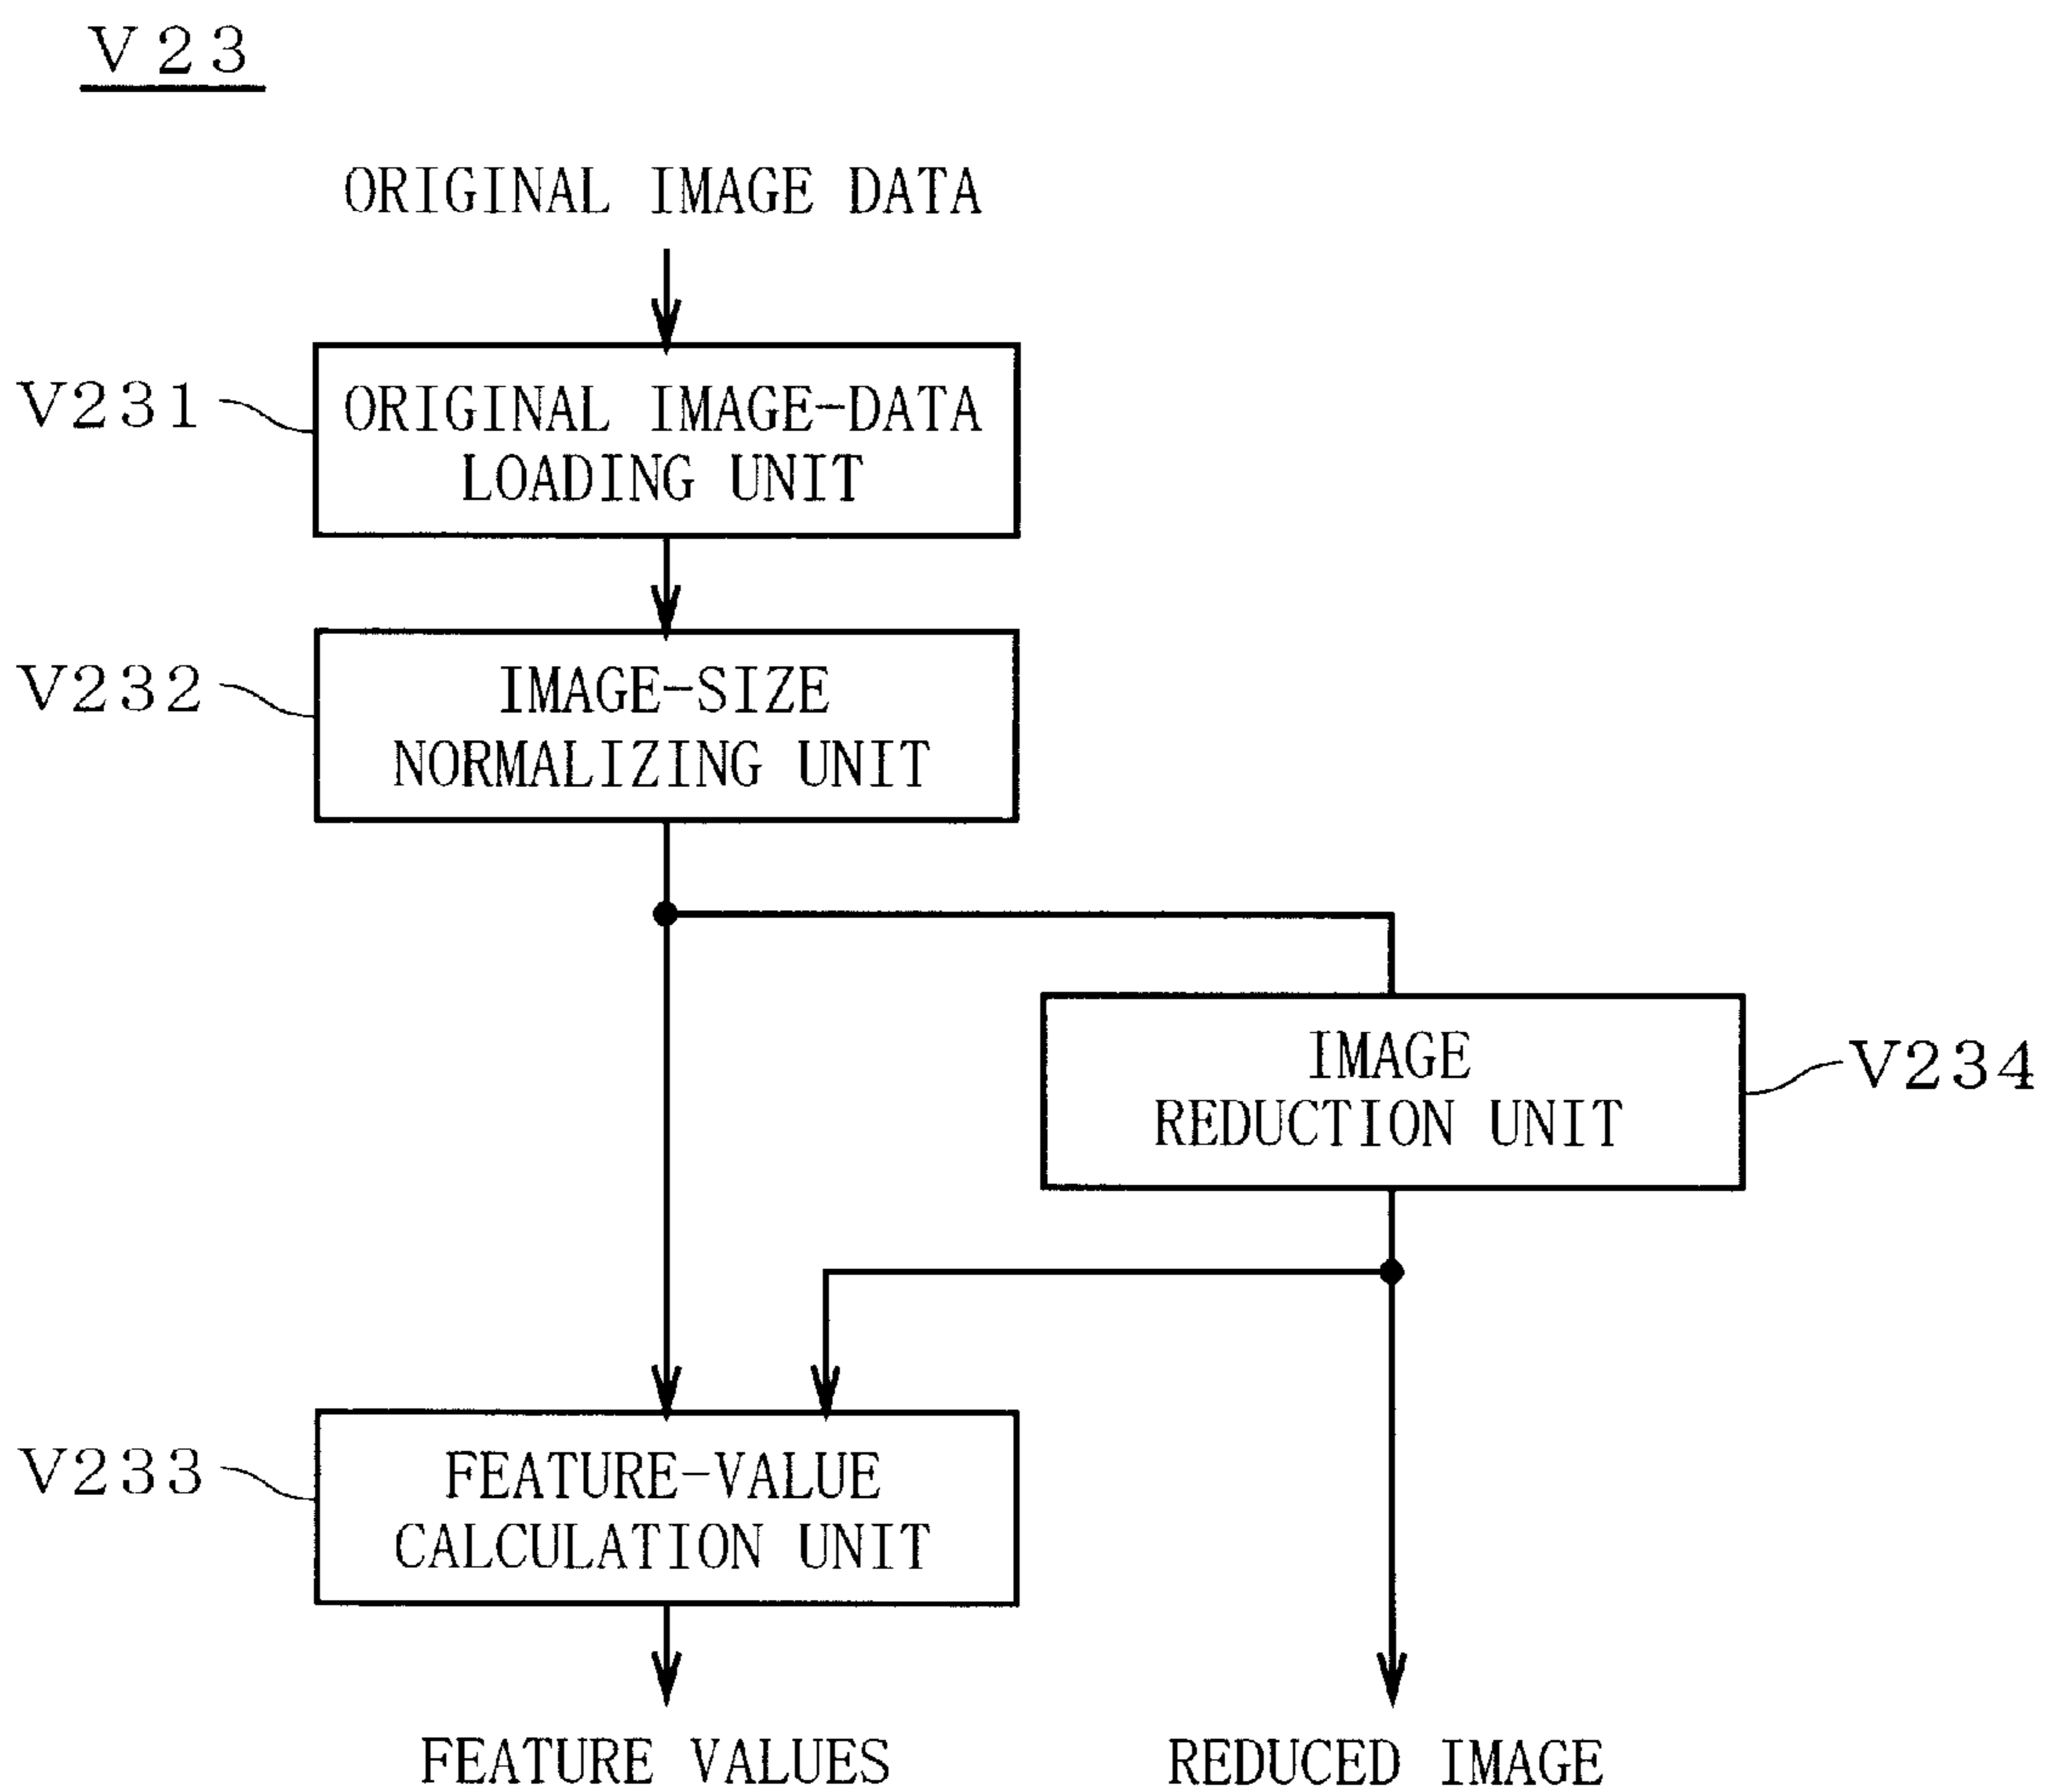 V23
ORIGINAL IMAGE DATA
V231
ORIGINAL IMAGE-DATA
LOADING UNIT
V232
IMAGE-SIZE
NORMALIZING UNIT
IMAGE
REDUCTION UNIT
V234
V233
FEATURE-VALUE
CALCULATION UNIT
FEATURE VALUES
REDUCED IMAGE